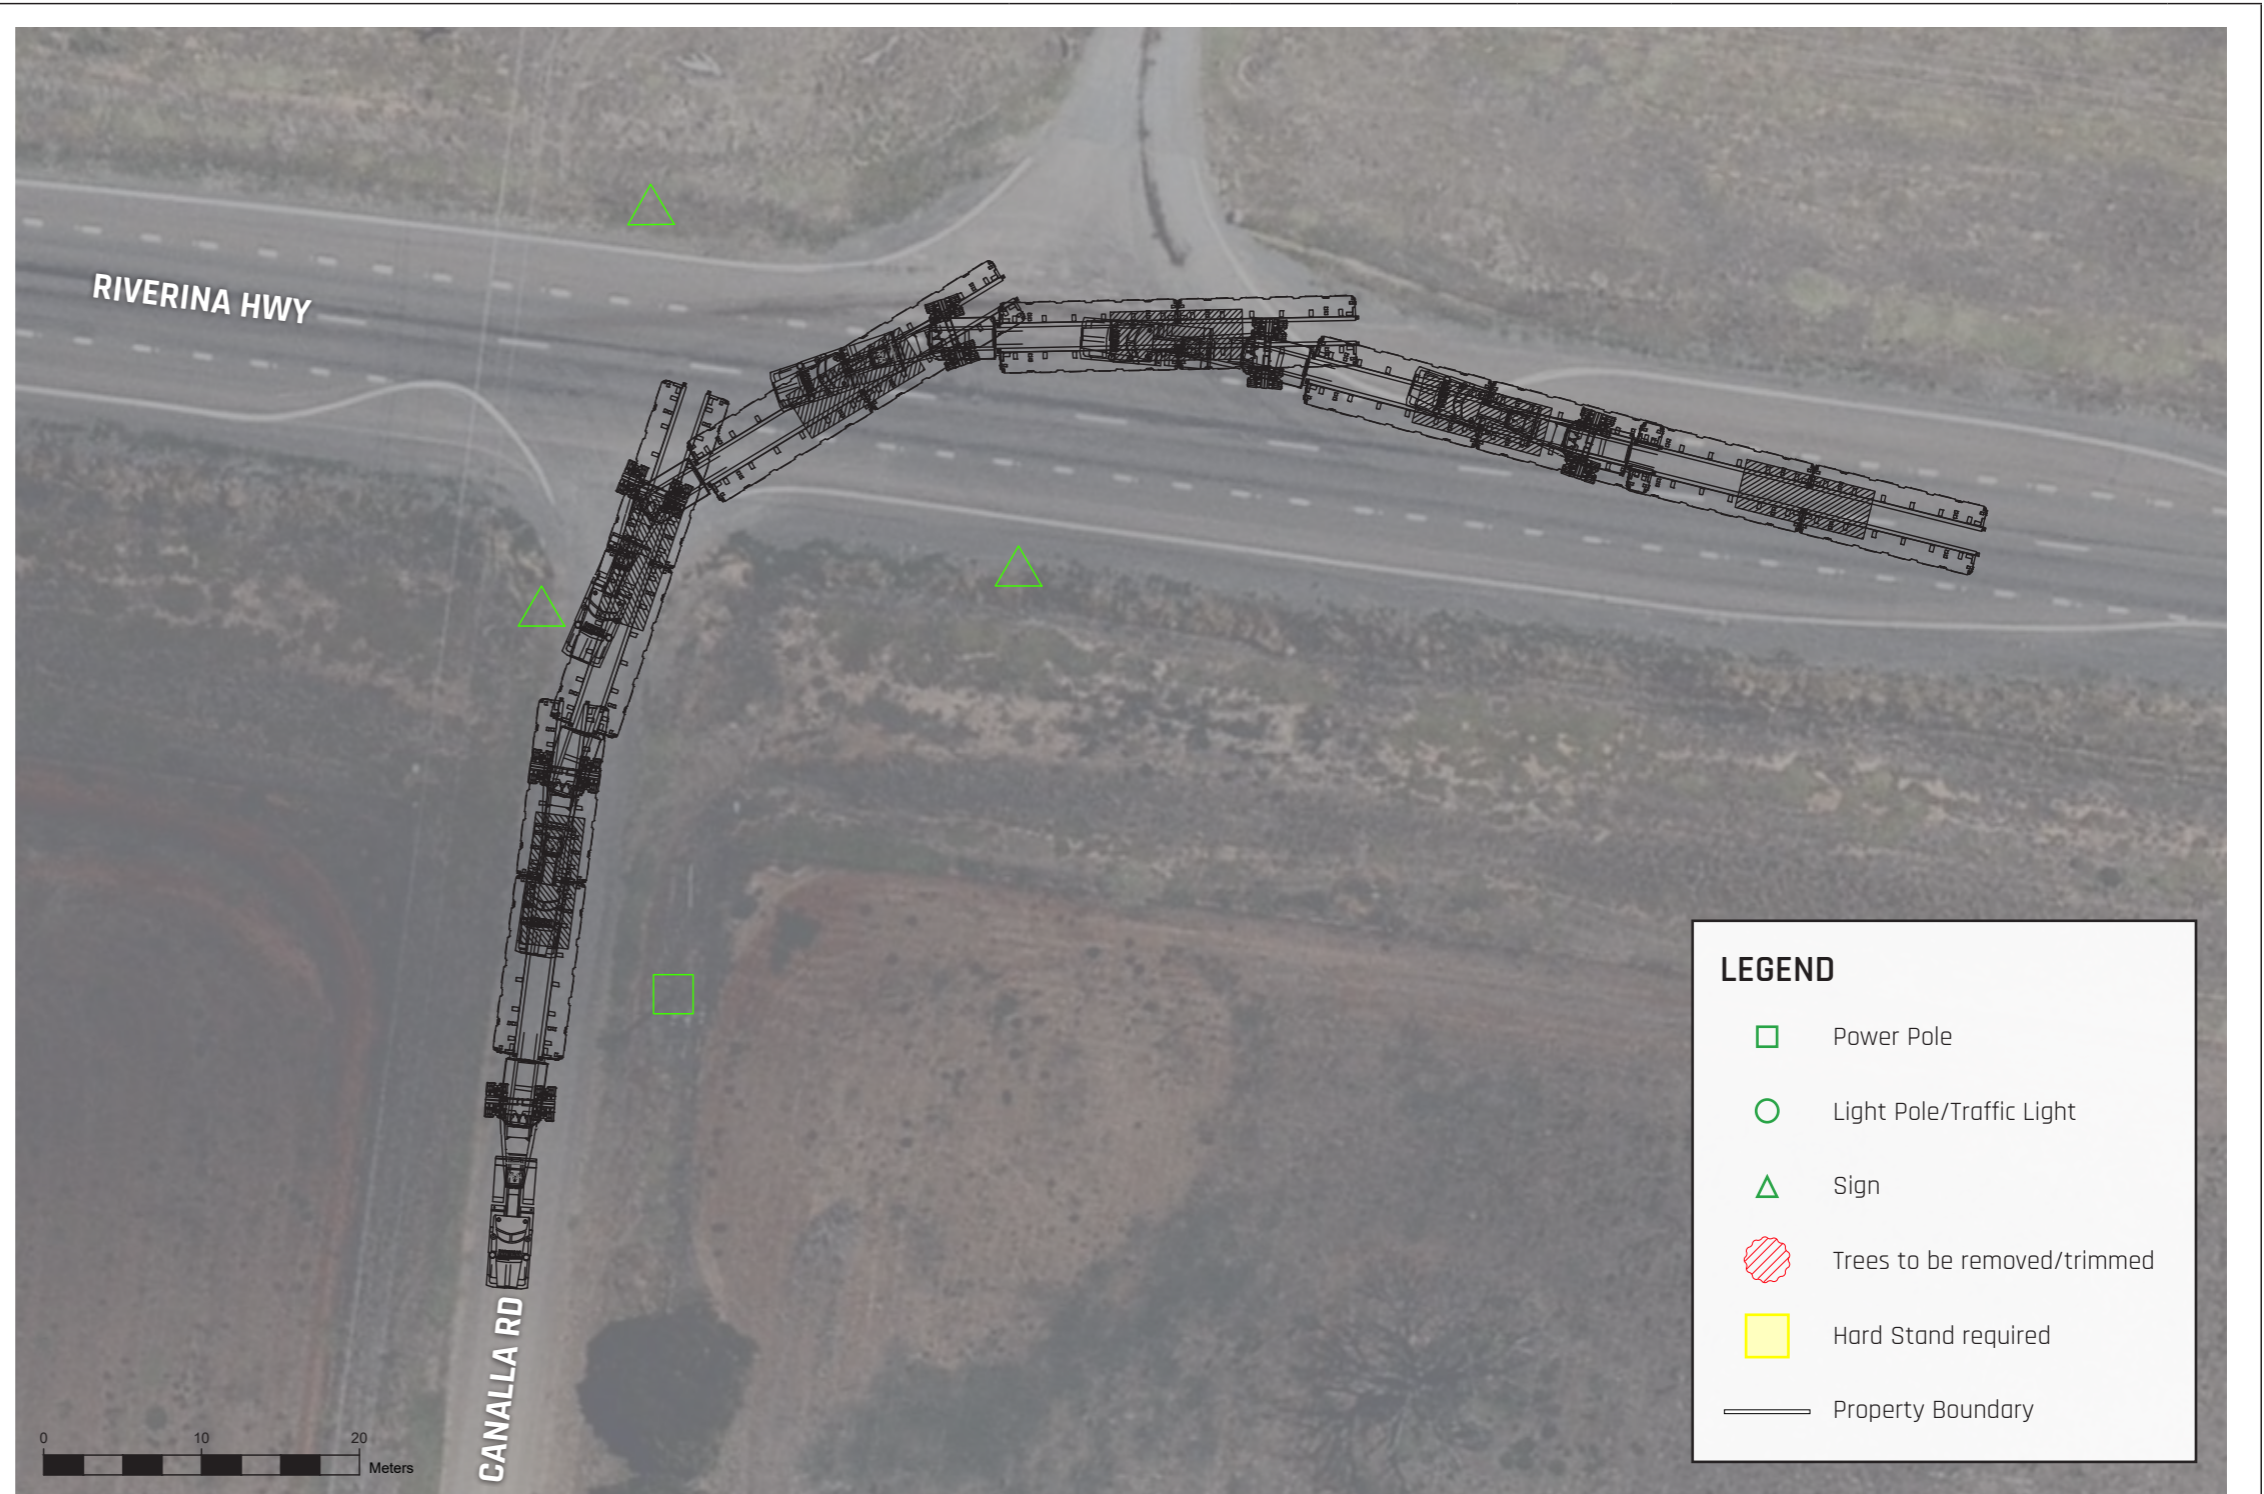 RIVERINA HWY
CANALLA RD
0 10 20
Meters
LEGEND
Power Pole
Light Pole/Traffic Light
Sign
Trees to be removed/trimmed
Hard Stand required
Property Boundary